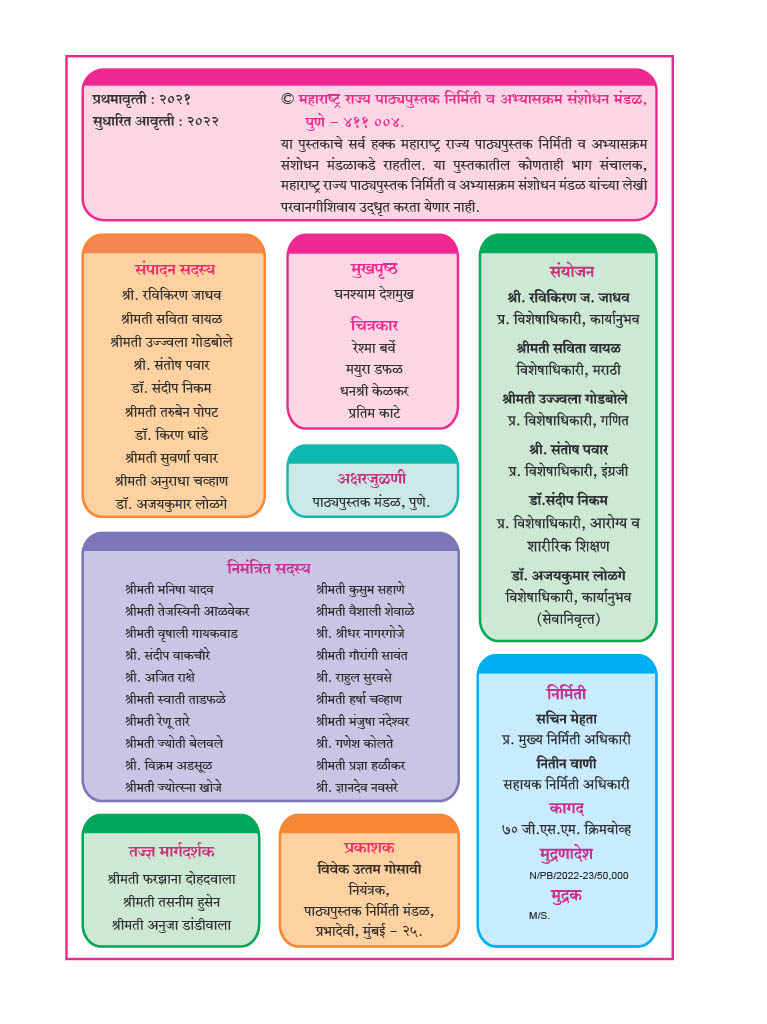 प्रथमावृत्ती : २०२१
सुधारित आवृत्ती : २०२२
© महाराष्ट्र राज्य पाठ्यपुस्तक निर्मिती व अभ्यासक्रम संशोधन मंडळ,
पुणे – ४११ ००४.
या पुस्तकाचे सर्व हक्क महाराष्ट्र राज्य पाठ्यपुस्तक निर्मिती व अभ्यासक्रम
संशोधन मंडळाकडे राहतील. या पुस्तकातील कोणताही भाग संचालक,
महाराष्ट्र राज्य पाठ्यपुस्तक निर्मिती व अभ्यासक्रम संशोधन मंडळ यांच्या लेखी
परवानगीशिवाय उद्धृत करता येणार नाही.
संपादन सदस्य
श्री. रविकिरण जाधव
श्रीमती सविता वायळ
श्रीमती उज्ज्वला गोडबोले
श्री. संतोष पवार
डॉ. संदीप निकम
श्रीमती तरुबेन पोपट
डॉ. किरण धांडे
श्रीमती सुवर्णा पवार
श्रीमती अनुराधा चव्हाण
डॉ. अजयकुमार लोळगे
मुखपृष्ठ
घनश्याम देशमुख
चित्रकार
रेश्मा बर्वे
मयुरा डफळ
धनश्री केळकर
प्रतिम काटे
अक्षरजुळणी
पाठ्यपुस्तक मंडळ, पुणे.
संयोजन
श्री. रविकिरण ज. जाधव
प्र. विशेषाधिकारी, कार्यानुभव
श्रीमती सविता वायळ
विशेषाधिकारी, मराठी
श्रीमती उज्ज्वला गोडबोले
प्र. विशेषाधिकारी, गणित
श्री. संतोष पवार
प्र. विशेषाधिकारी, इंग्रजी
डॉ.संदीप निकम
प्र. विशेषाधिकारी, आरोग्य व
शारीरिक शिक्षण
डॉ. अजयकुमार लोळगे
विशेषाधिकारी, कार्यानुभव
(सेवानिवृत्त)
निमंत्रित सदस्य
श्रीमती मनिषा यादव
श्रीमती तेजस्विनी आळवेकर
श्रीमती वृषाली गायकवाड
श्री. संदीप वाकचौरे
श्री. अजित राक्षे
श्रीमती स्वाती ताडफळे
श्रीमती रेणू तारे
श्रीमती ज्योती बेलवले
श्री. विक्रम अडसूळ
श्रीमती ज्योत्स्ना खोजे
श्रीमती कुसुम सहाणे
श्रीमती वैशाली शेवाळे
श्री. श्रीधर नागरगोजे
श्रीमती गौरांगी सावंत
श्री. राहुल सुरवसे
श्रीमती हर्षा चव्हाण
श्रीमती मंजुषा नंदेश्वर
श्री. गणेश कोलते
श्रीमती प्रज्ञा हळीकर
श्री. ज्ञानदेव नवसरे
निर्मिती
सचिन मेहता
प्र. मुख्य निर्मिती अधिकारी
नितीन वाणी
सहायक निर्मिती अधिकारी
कागद
७० जी.एस.एम. क्रिमवोव्ह
मुद्रणादेश
N/PB/2022-23/50,000
मुद्रक
M/S.
तज्ज्ञ मार्गदर्शक
श्रीमती फरझाना दोहदवाला
श्रीमती तसनीम हुसेन
श्रीमती अनुजा डांडीवाला
प्रकाशक
विवेक उत्तम गोसावी
नियंत्रक,
पाठ्यपुस्तक निर्मिती मंडळ,
प्रभादेवी, मुंबई – २५.